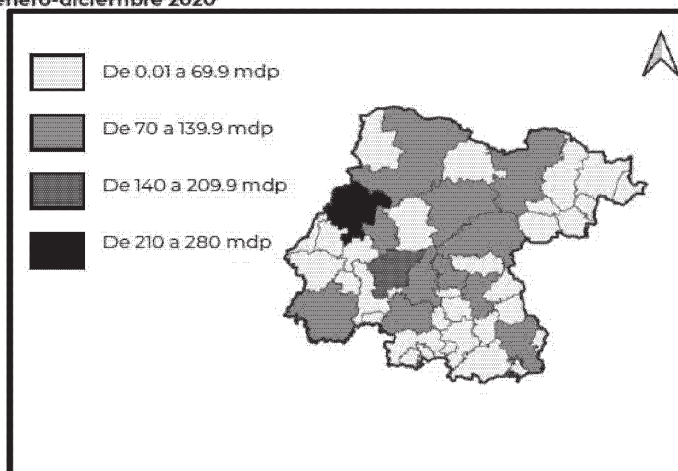 enero-diciembre 2020
De 0.01 a 69.9 mdp
De 70 a 139.9 mdp
De 140 a 209.9 mdp
De 210 a 280 mdp